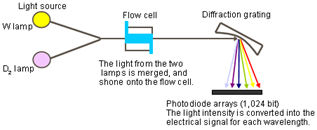 Light source
Flow cell
Diffraction grating
W lamp
D2 lamp
The light from the two
lamps is merged, and
shone onto the flow cell.
Photodiode arrays (1,024 bit)
The light intensity is converted into the
electrical signal for each wavelength.